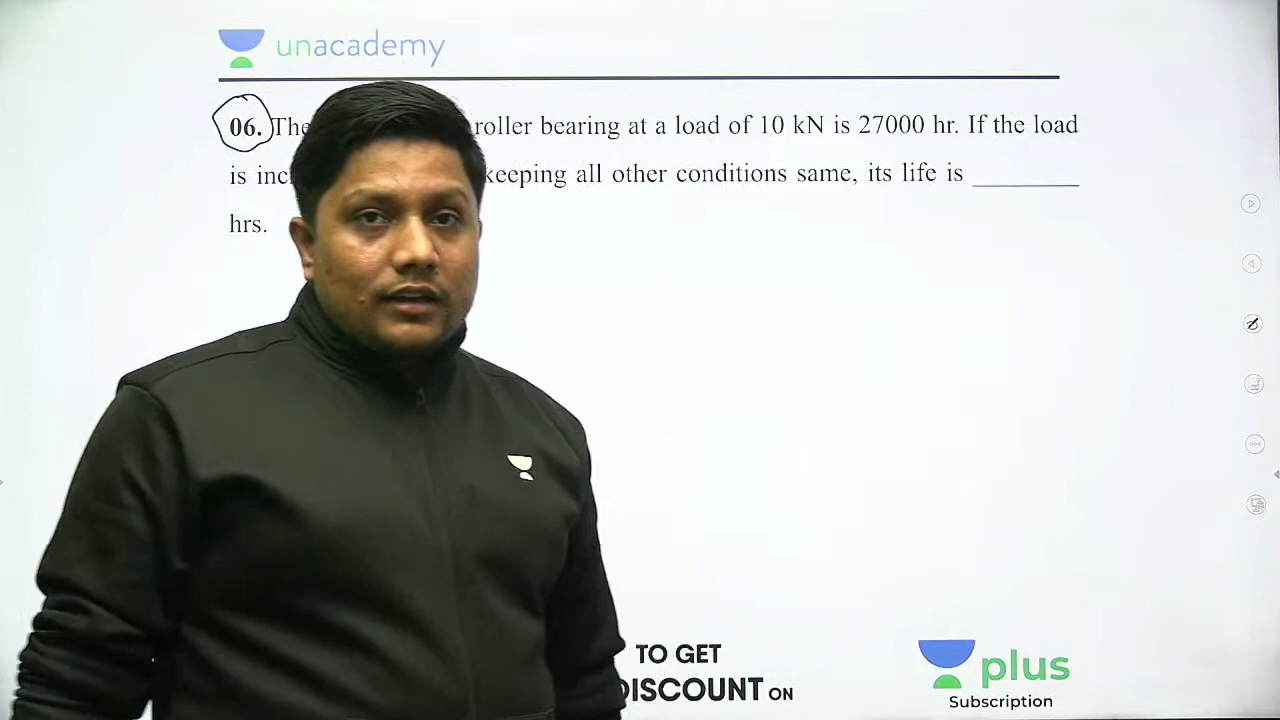 unacademy
06. The roller bearing at a load of 10 kN is 27000 hr. If the load
is keeping all other conditions same, its life is ________
hrs.
TO GET
DISCOUNT ON
plus
Subscription